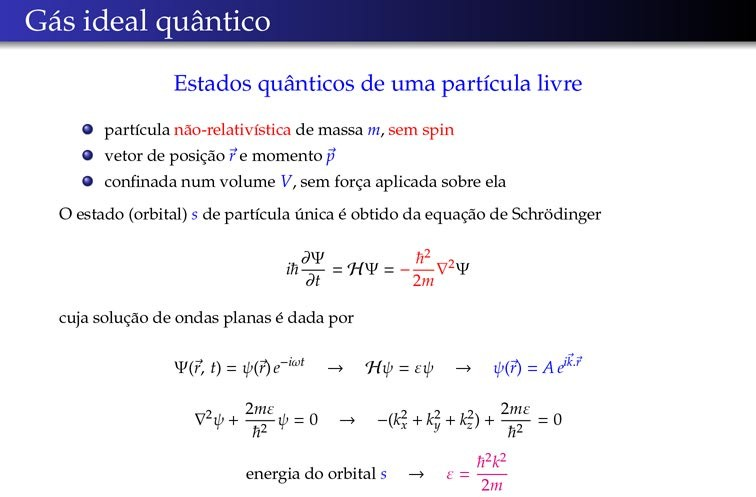 Gás ideal quântico
Estados quânticos de uma partícula livre
partícula não-relativística de massa m, sem spin
vetor de posição r⃗ e momento p⃗
confinada num volume V, sem força aplicada sobre ela
O estado (orbital) s de partícula única é obtido da equação de Schrödinger
iħ ∂Ψ/∂t = ℋΨ = −ħ²/2m ∇²Ψ
cuja solução de ondas planas é dada por
Ψ(r⃗, t) = ψ(r⃗) e^{−iωt} → ℋψ = εψ → ψ(r⃗) = A e^{ik⃗.r⃗}
∇²ψ + 2mε/ħ² ψ = 0 → −(k_x² + k_y² + k_z²) + 2mε/ħ² = 0
energia do orbital s → ε = ħ²k²/2m